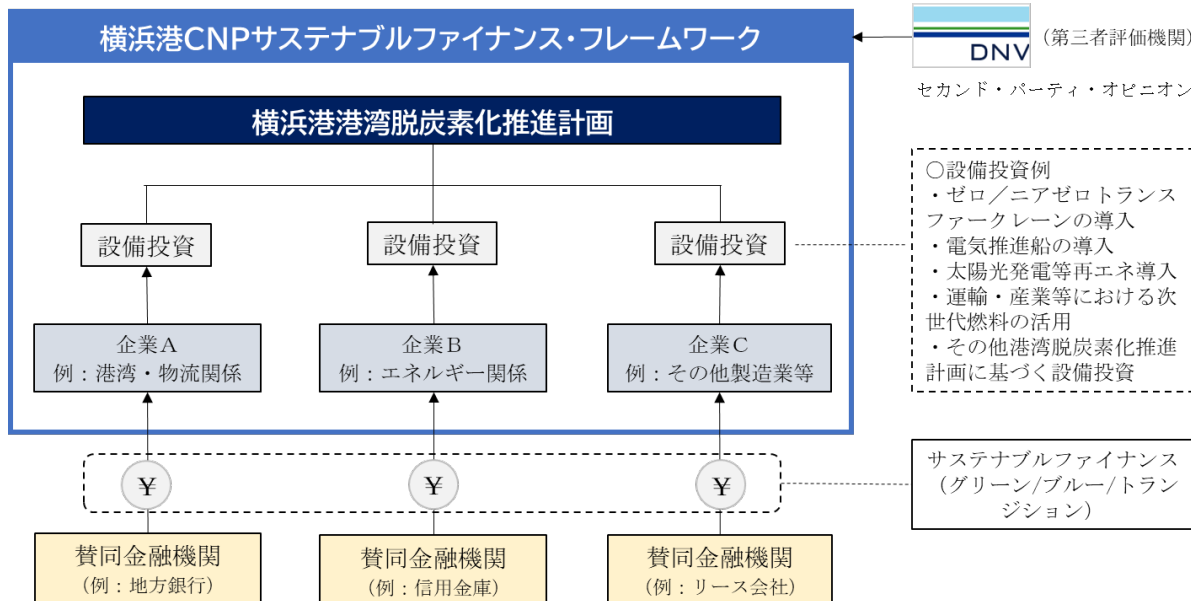 横浜港CNPサステナブルファイナンス・フレームワーク
DNV
(第三者評価機関)
セカンド・パーティ・オピニオン
横浜港港湾脱炭素化推進計画
設備投資
設備投資
設備投資
○設備投資例
・ゼロ／ニアゼロトランス
ファークレーンの導入
・電気推進船の導入
・太陽光発電等再エネ導入
・運輸・産業等における次
世代燃料の活用
・その他港湾脱炭素化推進
計画に基づく設備投資
企業A
例：港湾・物流関係
企業B
例：エネルギー関係
企業C
例：その他製造業等
¥
¥
¥
サステナブルファイナンス
（グリーン/ブルー/トラン
ジション）
賛同金融機関
（例：地方銀行）
賛同金融機関
（例：信用金庫）
賛同金融機関
（例：リース会社）